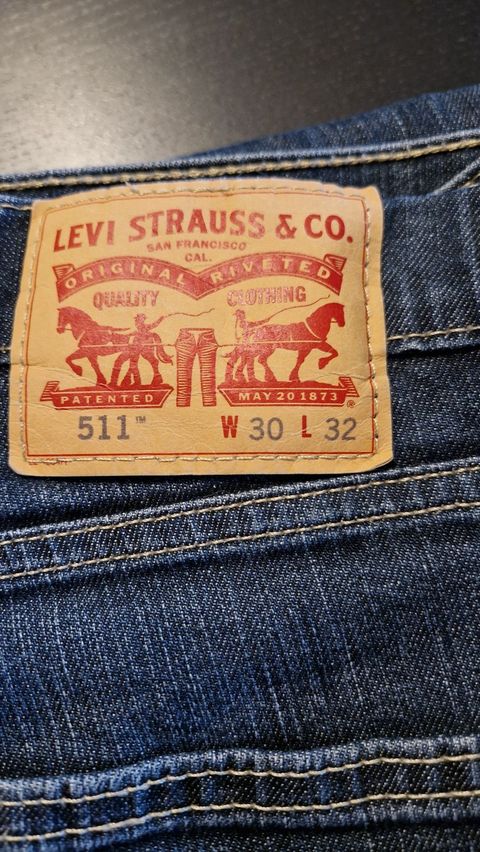 LEVI STRAUSS & CO.
SAN FRANCISCO
CAL.
ORIGINAL RIVETED
QUALITY CLOTHING
PATENTED MAY 20 1873 ®
511™ W 30 L 32